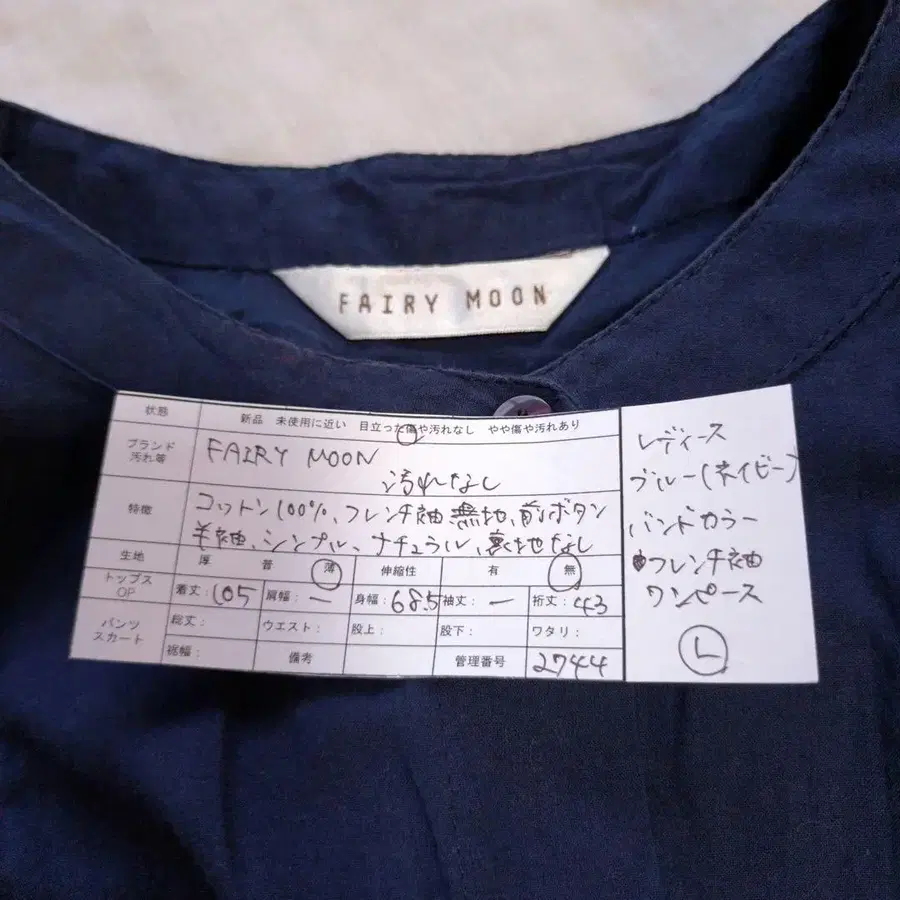 FAIRY MOON
状態 新品 未使用に近い 目立った傷や汚れなし やや傷や汚れあり
ブランド 汚れ等 FAIRY MOON
汚れなし
特徴 コットン100%、フレンチ袖、無地、前ボタン
半袖、シンプル、ナチュラル、裏地なし
生地 厚 普 薄 伸縮性 有 無
トップス OP 着丈:105 肩幅:ー 身幅:68.5 袖丈:ー 裄丈:43
パンツ スカート 総丈: ウエスト: 股上: 股下: ワタリ:
裾幅: 備考 管理番号 2744
レディース
ブルー(ネイビー)
バンドカラー
フレンチ袖
ワンピース
L